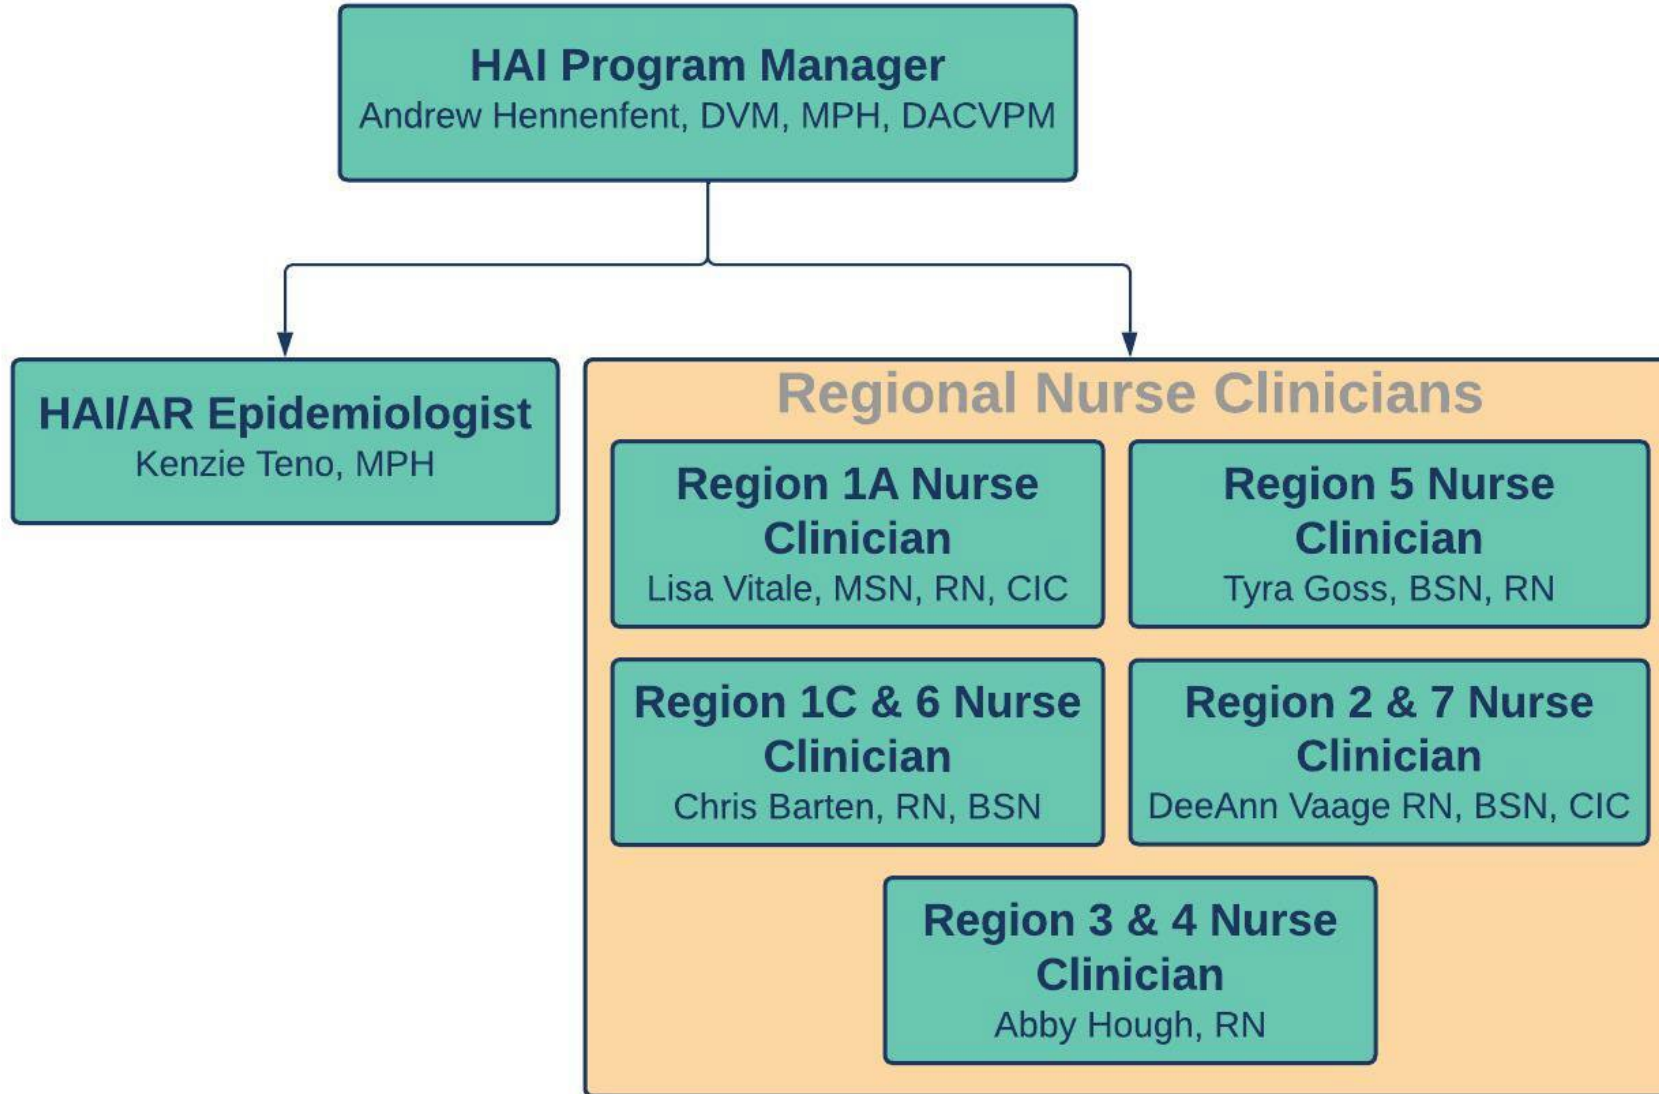 HAI Program Manager
Andrew Hennenfent, DVM, MPH, DACVPM
HAI/AR Epidemiologist
Kenzie Teno, MPH
Regional Nurse Clinicians
Region 1A Nurse
Clinician
Lisa Vitale, MSN, RN, CIC
Region 5 Nurse
Clinician
Tyra Goss, BSN, RN
Region 1C & 6 Nurse
Clinician
Chris Barten, RN, BSN
Region 2 & 7 Nurse
Clinician
DeeAnn Vaage RN, BSN, CIC
Region 3 & 4 Nurse
Clinician
Abby Hough, RN